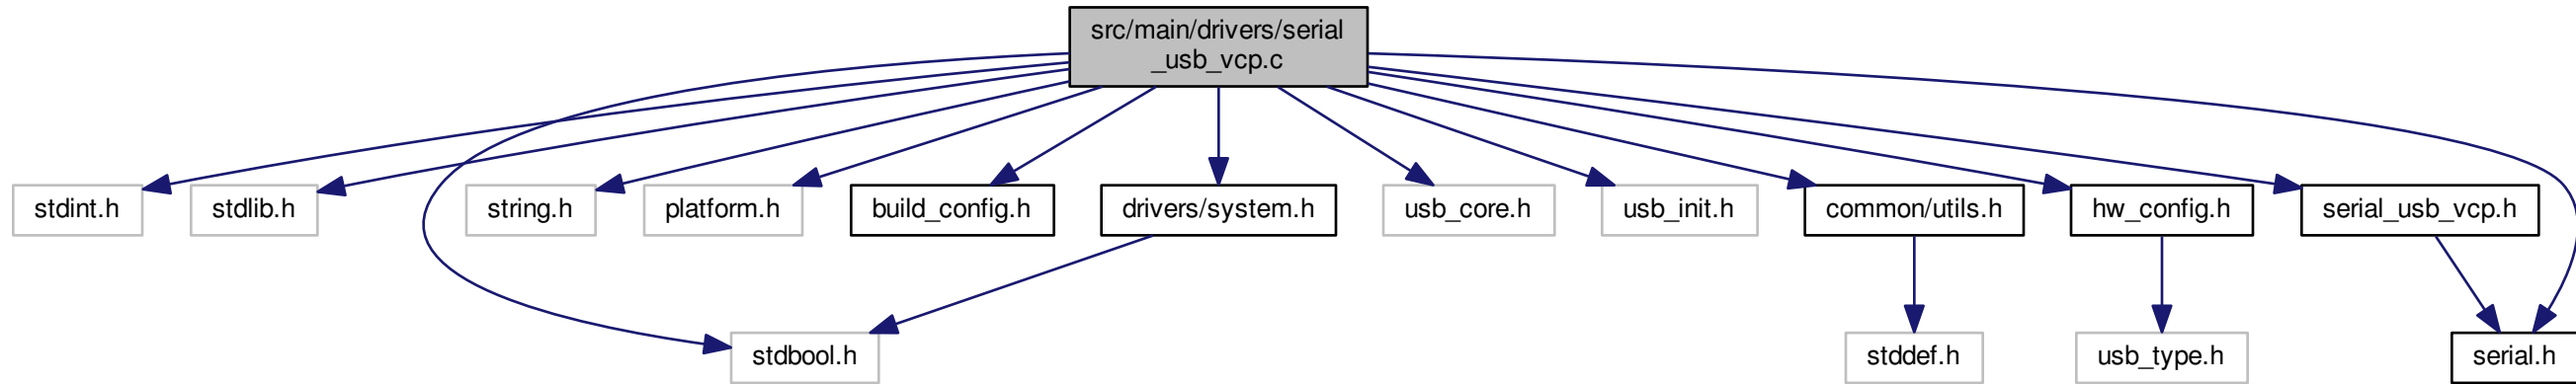 src/main/drivers/serial
_usb_vcp.c
stdint.h
stdlib.h
string.h
platform.h
build_config.h
drivers/system.h
usb_core.h
usb_init.h
common/utils.h
hw_config.h
serial_usb_vcp.h
stdbool.h
stddef.h
usb_type.h
serial.h